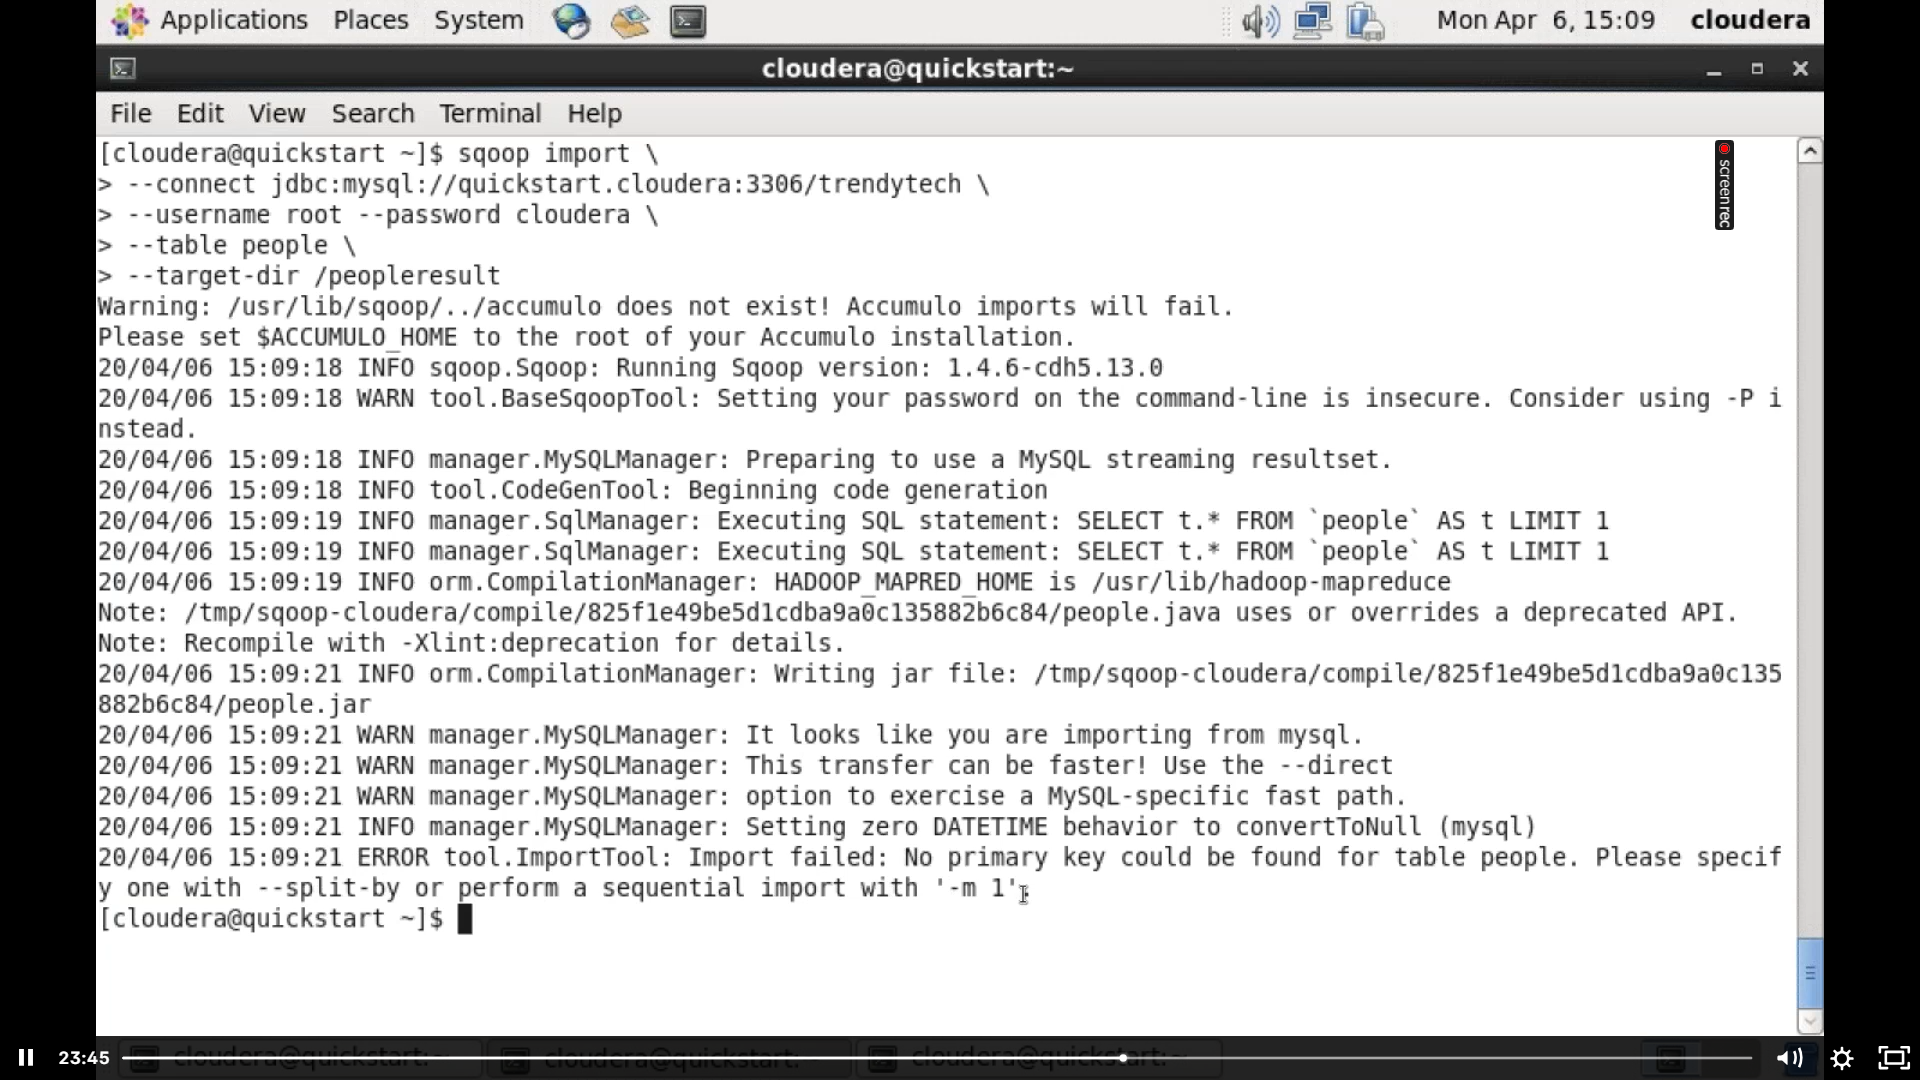 Applications Places System
Mon Apr 6, 15:09 cloudera
cloudera@quickstart:~
File Edit View Search Terminal Help
[cloudera@quickstart ~]$ sqoop import \
> --connect jdbc:mysql://quickstart.cloudera:3306/trendytech \
> --username root --password cloudera \
> --table people \
> --target-dir /peopleresult
Warning: /usr/lib/sqoop/../accumulo does not exist! Accumulo imports will fail.
Please set $ACCUMULO_HOME to the root of your Accumulo installation.
20/04/06 15:09:18 INFO sqoop.Sqoop: Running Sqoop version: 1.4.6-cdh5.13.0
20/04/06 15:09:18 WARN tool.BaseSqoopTool: Setting your password on the command-line is insecure. Consider using -P i
nstead.
20/04/06 15:09:18 INFO manager.MySQLManager: Preparing to use a MySQL streaming resultset.
20/04/06 15:09:18 INFO tool.CodeGenTool: Beginning code generation
20/04/06 15:09:19 INFO manager.SqlManager: Executing SQL statement: SELECT t.* FROM `people` AS t LIMIT 1
20/04/06 15:09:19 INFO manager.SqlManager: Executing SQL statement: SELECT t.* FROM `people` AS t LIMIT 1
20/04/06 15:09:19 INFO orm.CompilationManager: HADOOP_MAPRED_HOME is /usr/lib/hadoop-mapreduce
Note: /tmp/sqoop-cloudera/compile/825f1e49be5d1cdba9a0c135882b6c84/people.java uses or overrides a deprecated API.
Note: Recompile with -Xlint:deprecation for details.
20/04/06 15:09:21 INFO orm.CompilationManager: Writing jar file: /tmp/sqoop-cloudera/compile/825f1e49be5d1cdba9a0c135
882b6c84/people.jar
20/04/06 15:09:21 WARN manager.MySQLManager: It looks like you are importing from mysql.
20/04/06 15:09:21 WARN manager.MySQLManager: This transfer can be faster! Use the --direct
20/04/06 15:09:21 WARN manager.MySQLManager: option to exercise a MySQL-specific fast path.
20/04/06 15:09:21 INFO manager.MySQLManager: Setting zero DATETIME behavior to convertToNull (mysql)
20/04/06 15:09:21 ERROR tool.ImportTool: Import failed: No primary key could be found for table people. Please specif
y one with --split-by or perform a sequential import with '-m 1'.
[cloudera@quickstart ~]$
screenrec
23:45
cloudera@quickstart:~ cloudera@quickstart: cloudera@quickstart:~